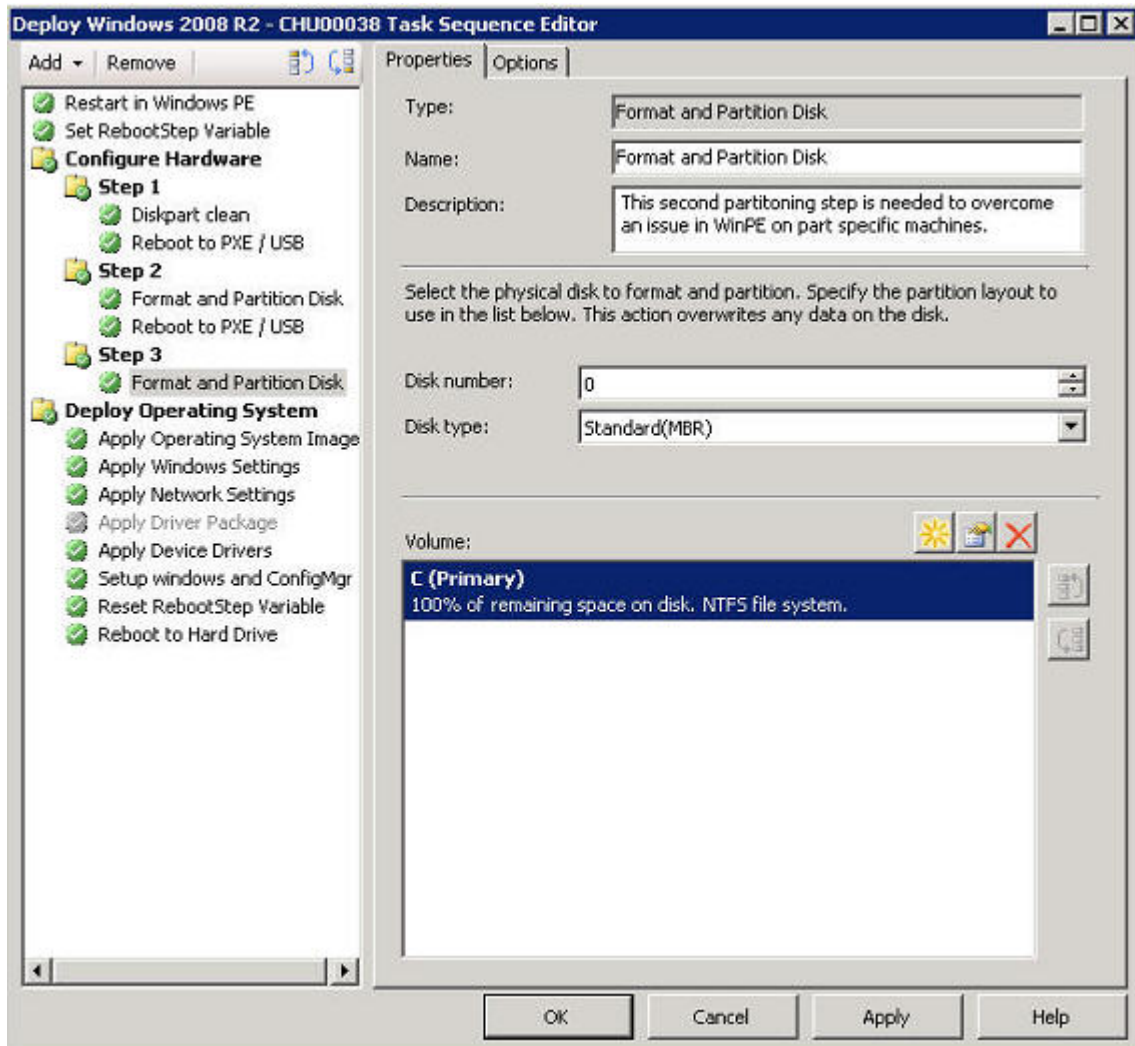 Deploy Windows 2008 R2 - CHU00038 Task Sequence Editor
Add Remove
Restart in Windows PE
Set RebootStep Variable
Configure Hardware
Step 1
Diskpart clean
Reboot to PXE / USB
Step 2
Format and Partition Disk
Reboot to PXE / USB
Step 3
Format and Partition Disk
Deploy Operating System
Apply Operating System Image
Apply Windows Settings
Apply Network Settings
Apply Driver Package
Apply Device Drivers
Setup windows and ConfigMgr
Reset RebootStep Variable
Reboot to Hard Drive
Properties Options
Type: Format and Partition Disk
Name: Format and Partition Disk
Description: This second partitoning step is needed to overcome
an issue in WinPE on part specific machines.
Select the physical disk to format and partition. Specify the partition layout to
use in the list below. This action overwrites any data on the disk.
Disk number: 0
Disk type: Standard(MBR)
Volume:
C (Primary)
100% of remaining space on disk. NTFS file system.
OK Cancel Apply Help